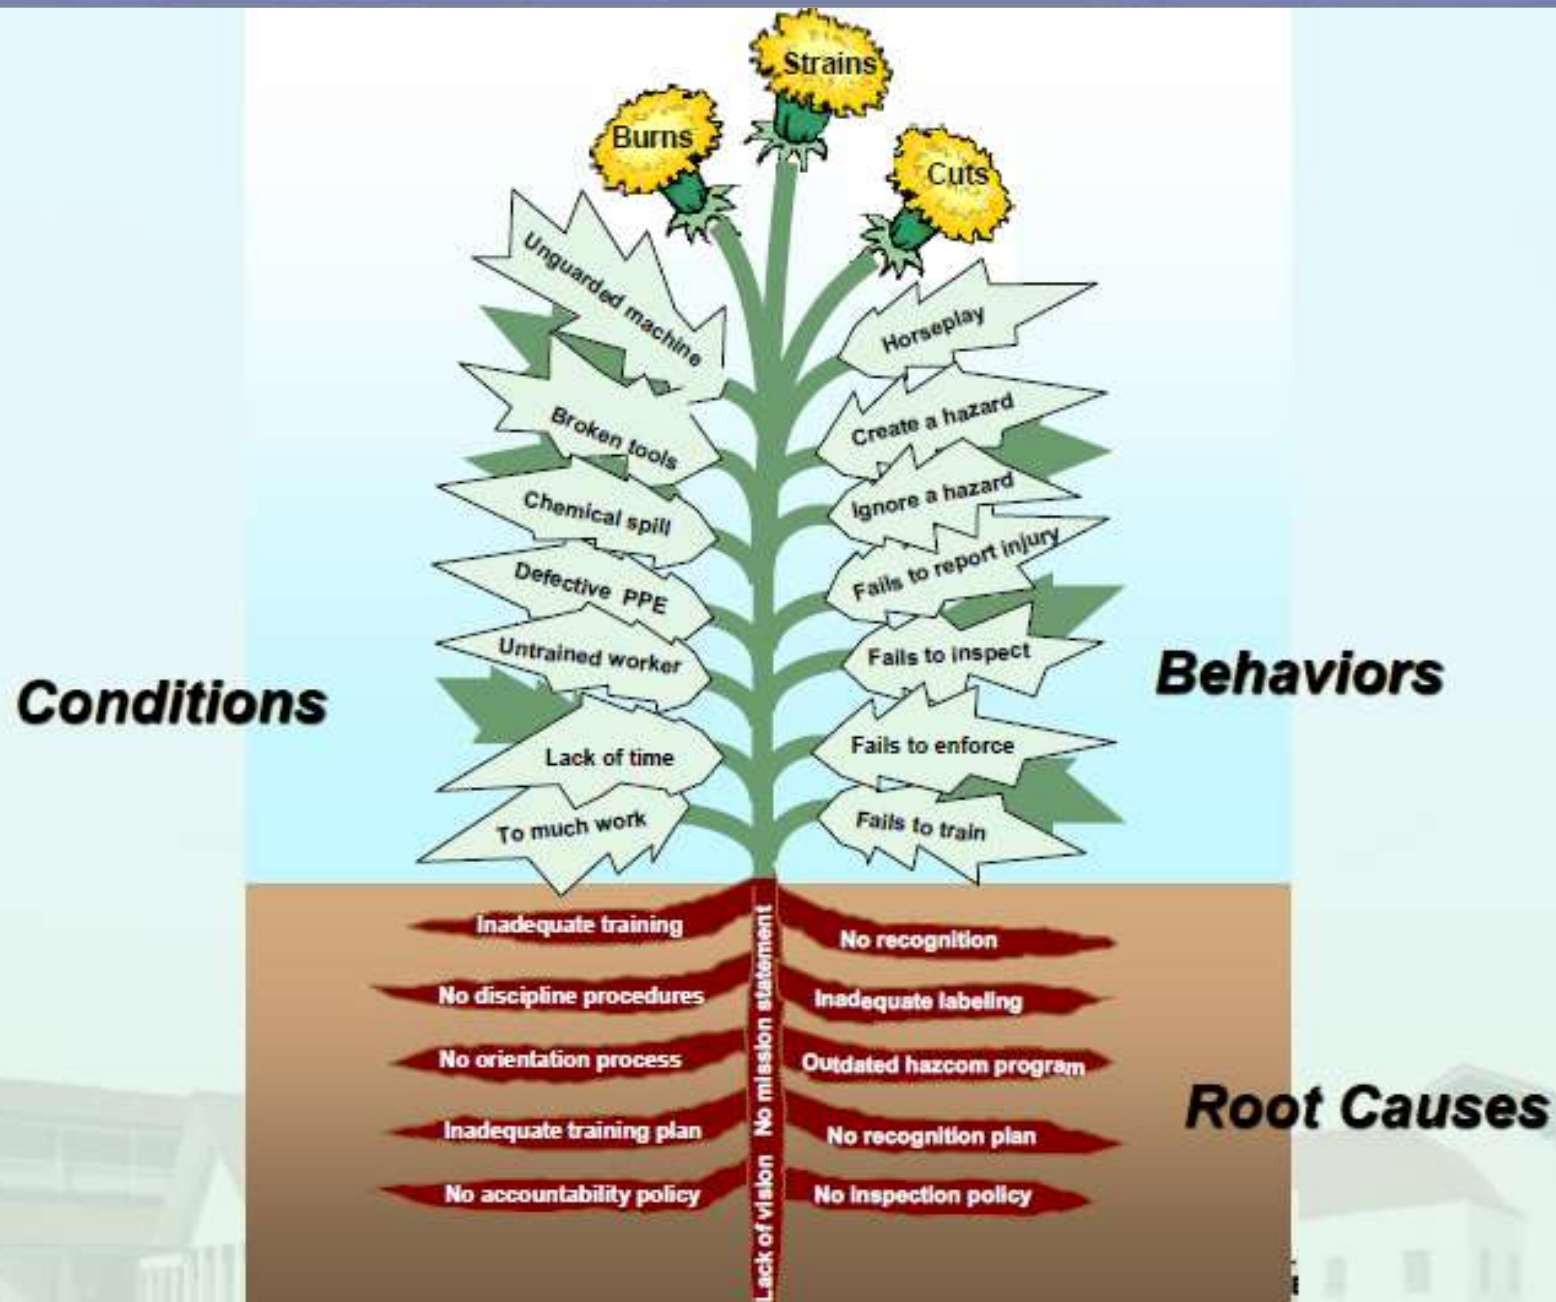 Strains
Burns
Cuts
Unguarded machine
Broken tools
Chemical spill
Defective PPE
Untrained worker
Lack of time
To much work
Horseplay
Create a hazard
Ignore a hazard
Fails to report injury
Fails to inspect
Fails to enforce
Fails to train
Conditions
Behaviors
Inadequate training
No discipline procedures
No orientation process
Inadequate training plan
No accountability policy
Lack of vision No mission statement
No recognition
Inadequate labeling
Outdated hazcom program
No recognition plan
No inspection policy
Root Causes